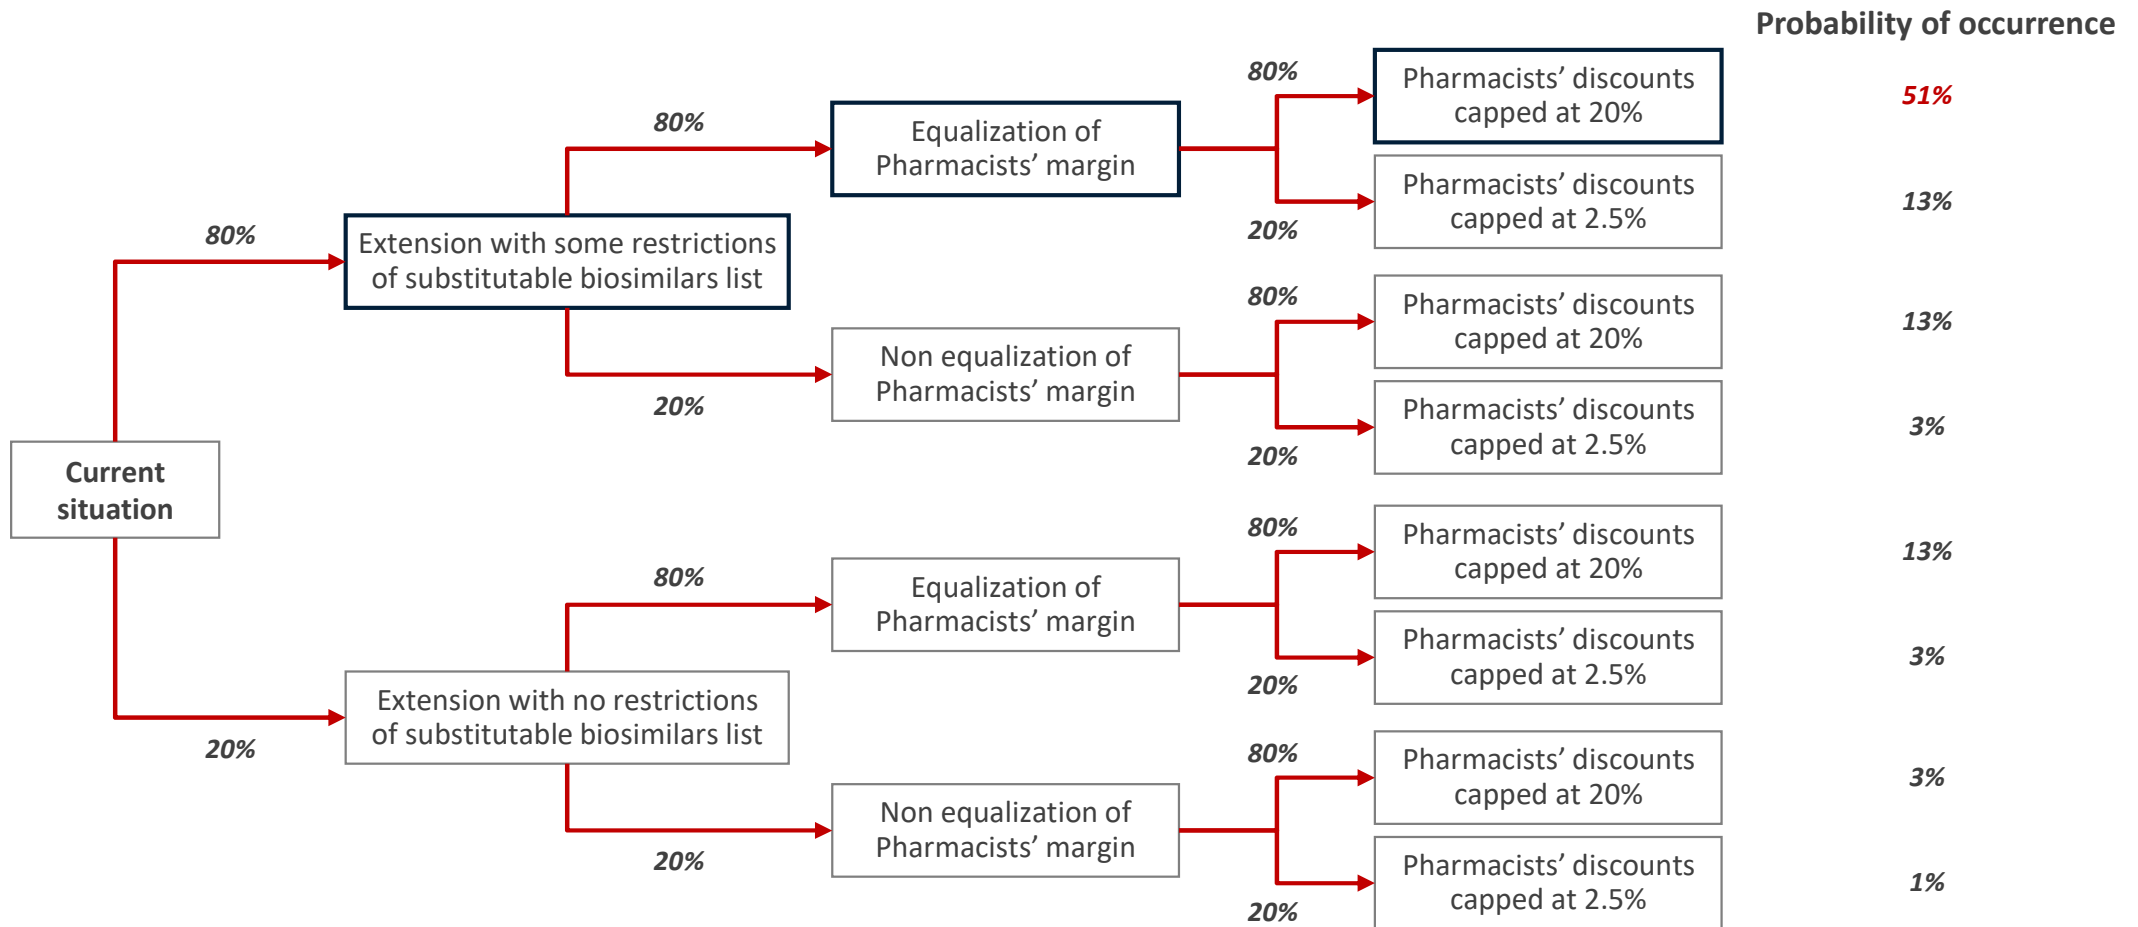 Probability of occurrence
80%
Pharmacists’ discounts
capped at 20%
51%
80%
Equalization of
Pharmacists’ margin
Pharmacists’ discounts
capped at 2.5%
13%
20%
80%
Extension with some restrictions
of substitutable biosimilars list
80%
Pharmacists’ discounts
capped at 20%
13%
Non equalization of
Pharmacists’ margin
20%
Pharmacists’ discounts
capped at 2.5%
3%
20%
Current
situation
80%
Pharmacists’ discounts
capped at 20%
13%
80%
Equalization of
Pharmacists’ margin
Pharmacists’ discounts
capped at 2.5%
3%
20%
Extension with no restrictions
of substitutable biosimilars list
20%
80%
Pharmacists’ discounts
capped at 20%
3%
Non equalization of
Pharmacists’ margin
20%
Pharmacists’ discounts
capped at 2.5%
1%
20%